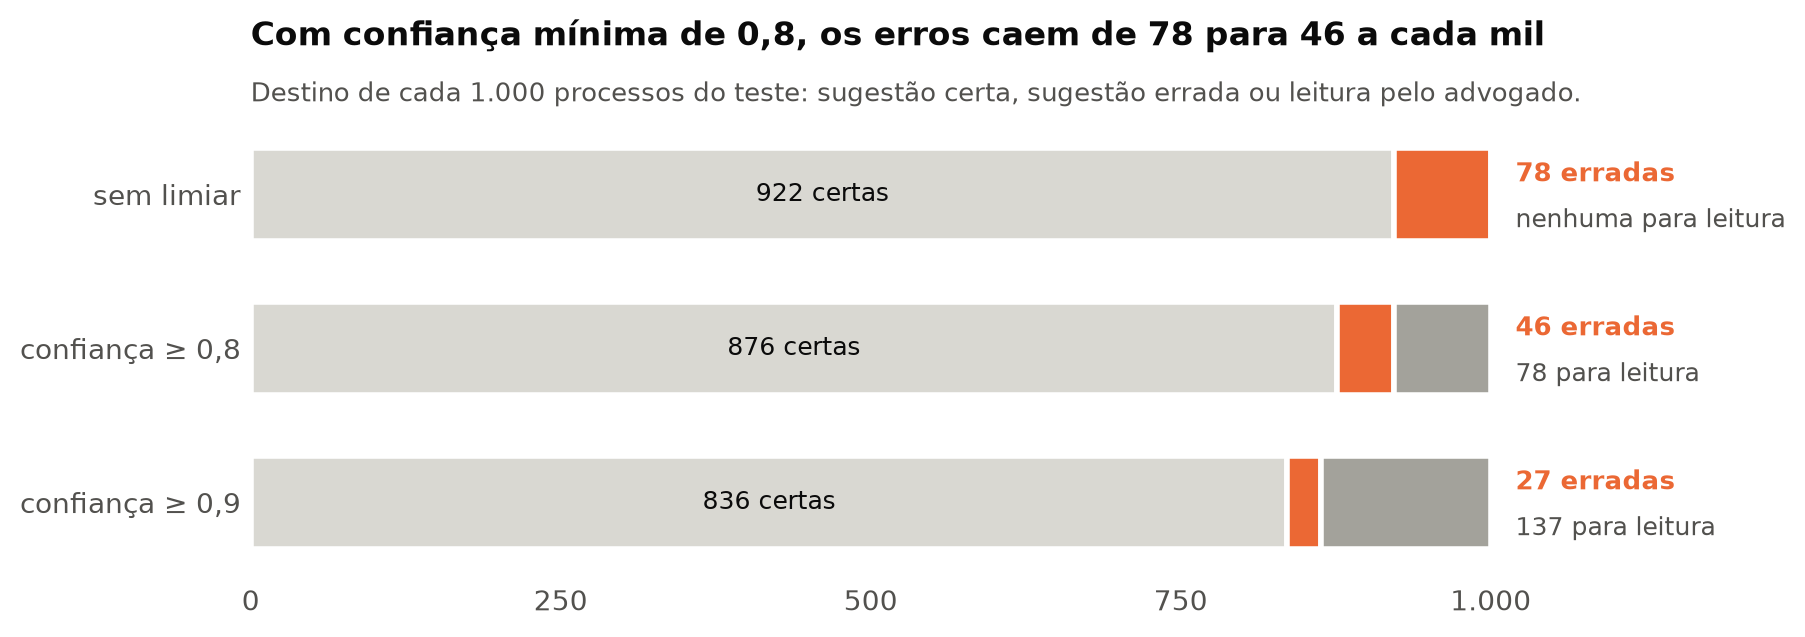 Com confiança mínima de 0,8, os erros caem de 78 para 46 a cada mil
Destino de cada 1.000 processos do teste: sugestão certa, sugestão errada ou leitura pelo advogado.
sem limiar
922 certas
78 erradas
nenhuma para leitura
confiança ≥ 0,8
876 certas
46 erradas
78 para leitura
confiança ≥ 0,9
836 certas
27 erradas
137 para leitura
0 250 500 750 1.000